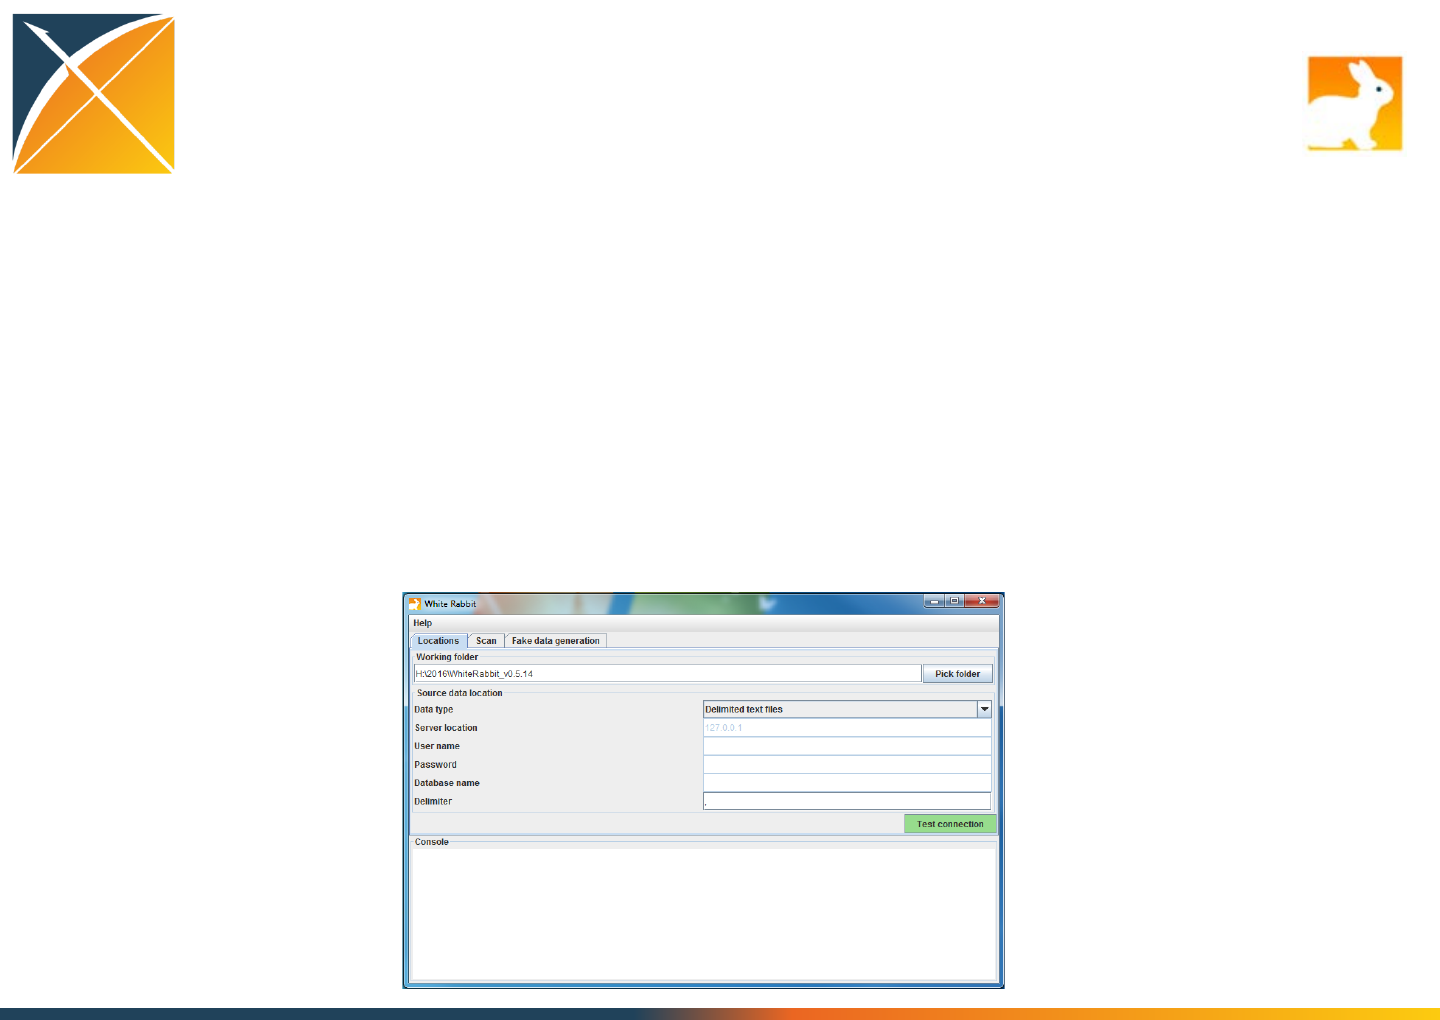 White Rabbit
Help
Locations Scan Fake data generation
Working folder
H:\2016\WhiteRabbit_v0.5.14 Pick folder
Source data location
Data type Delimited text files
Server location 127.0.0.1
User name
Password
Database name
Delimiter ,
Test connection
Console